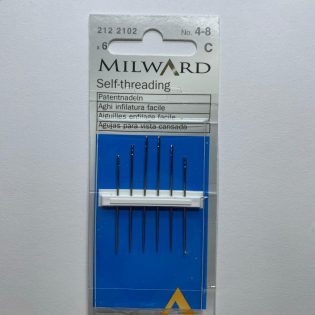 212 2102 No. 4-8
x 6 C
MILWARD
Self-threading
Patentnadeln
Aghi infilatura facile
Aiguilles enfilage facile
Agujas para vista cansada